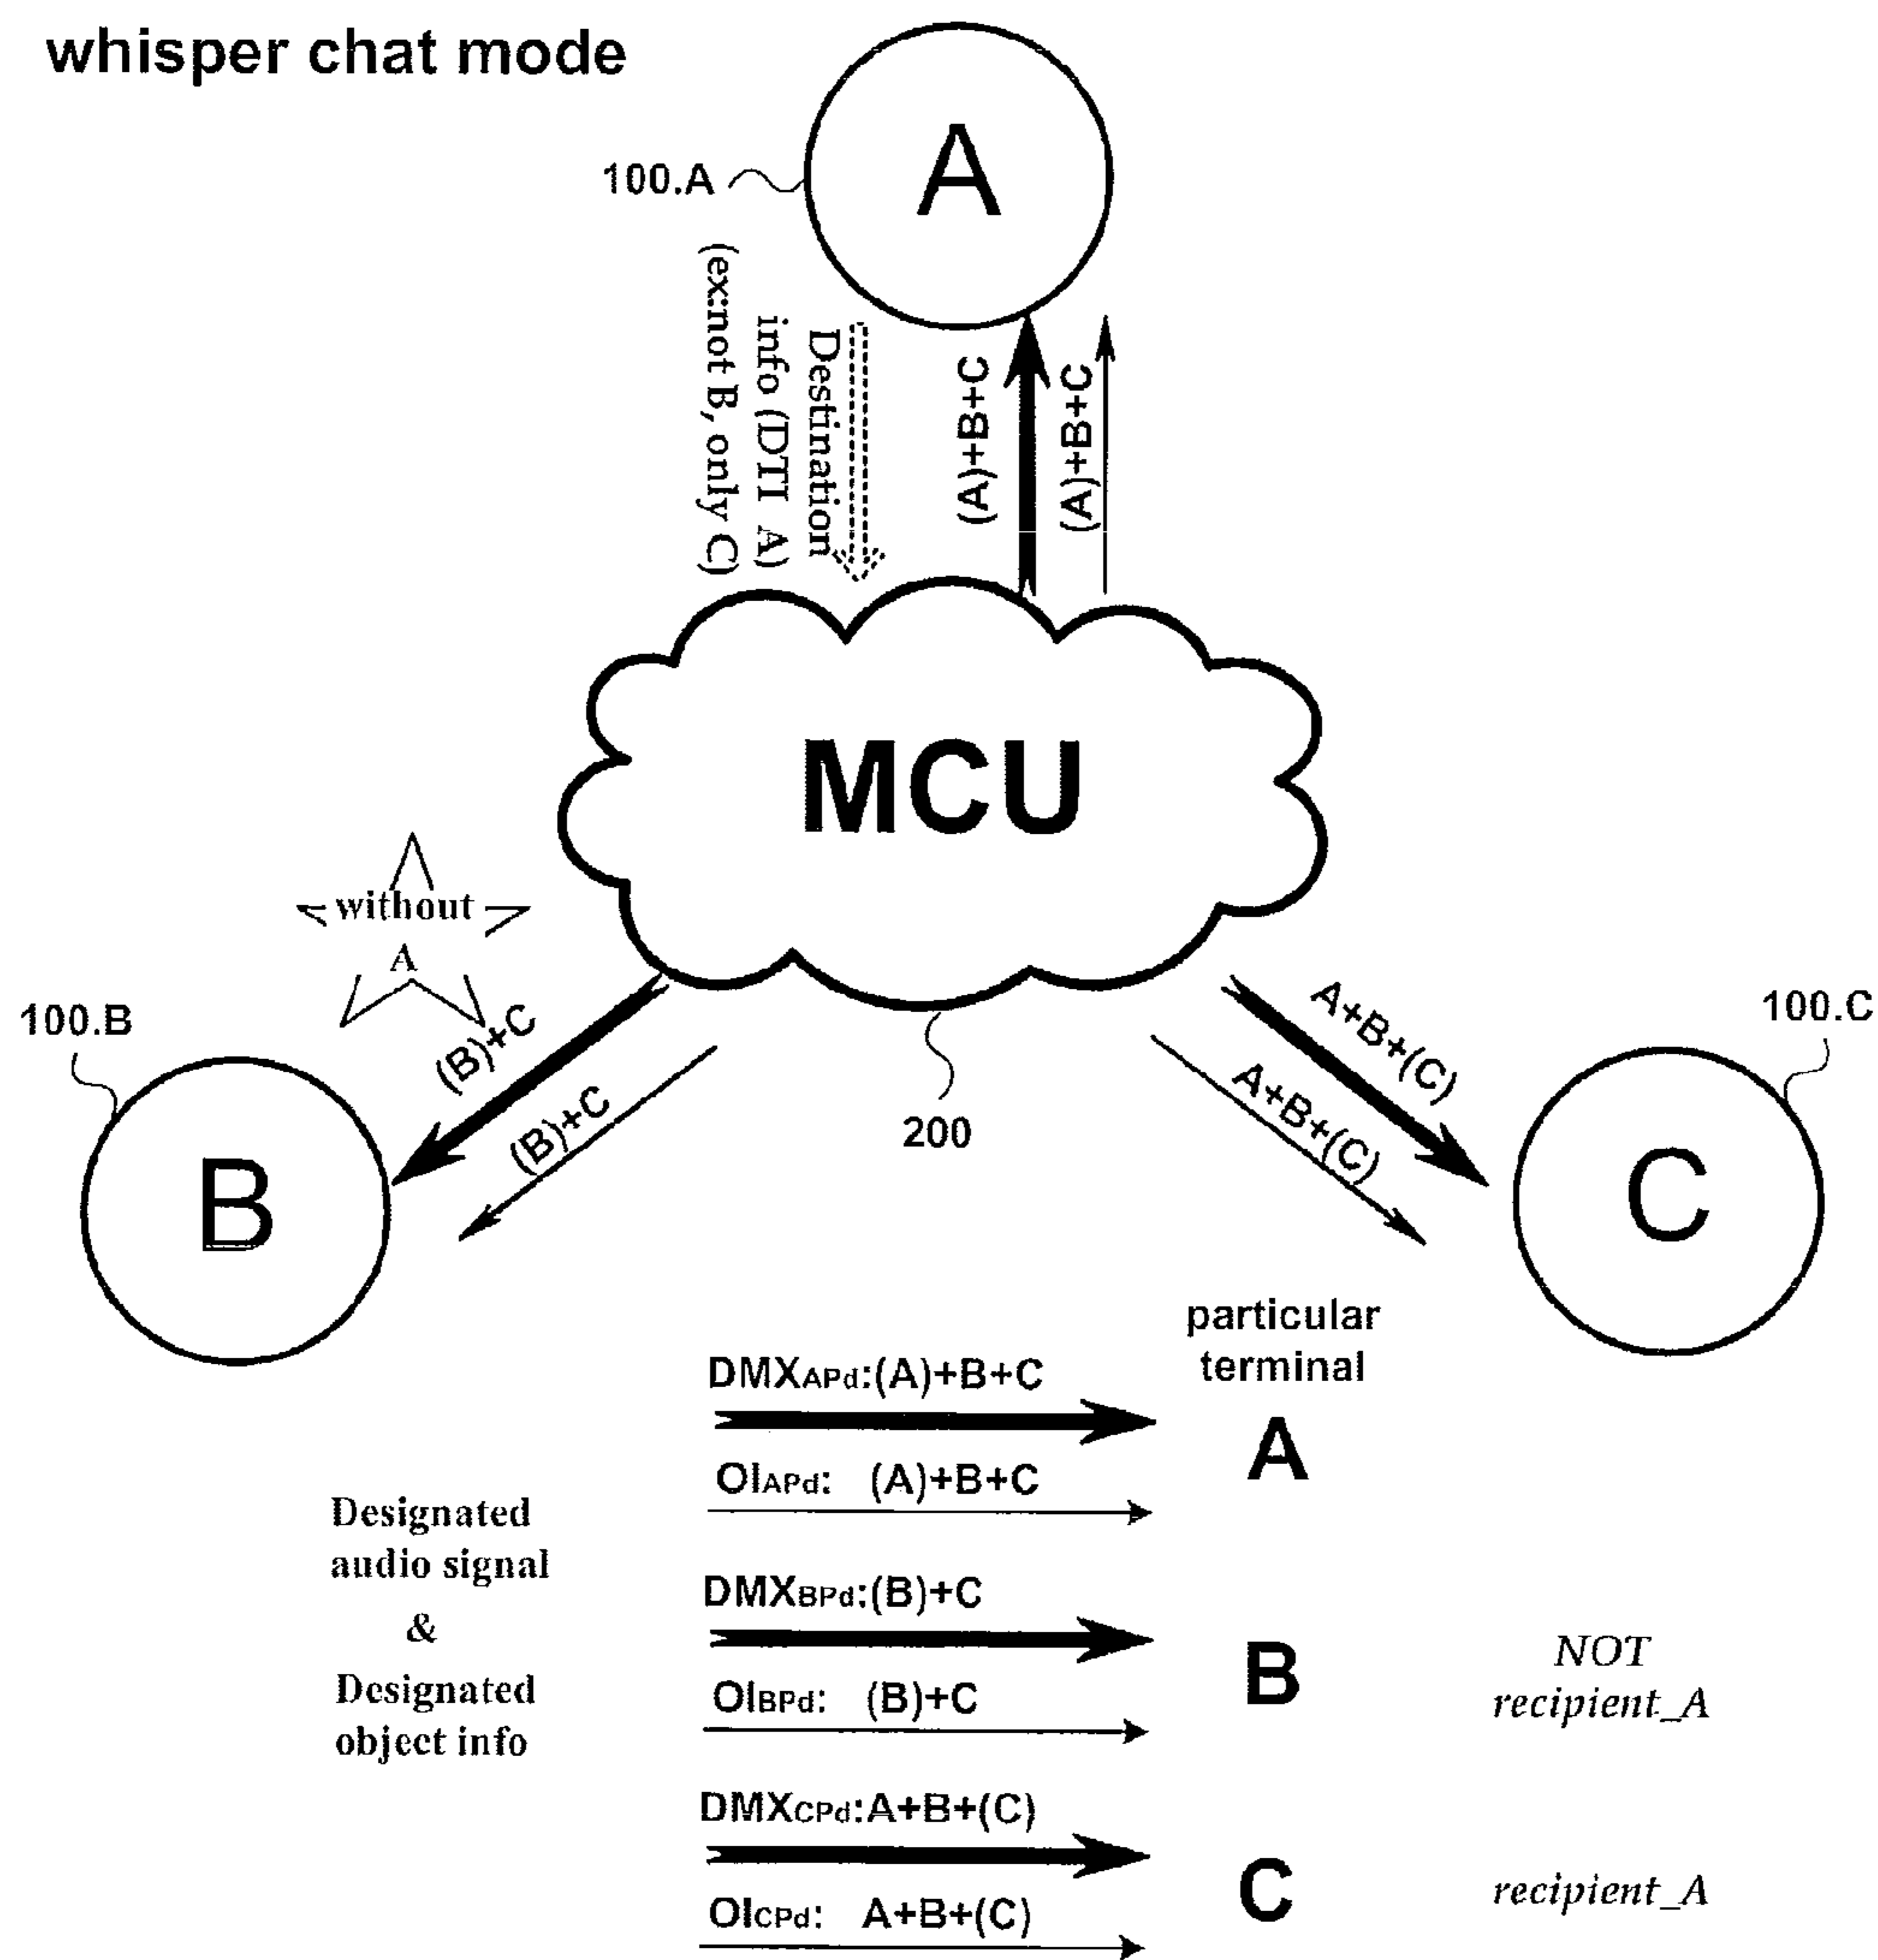 whisper chat mode
A
100.A
Destination
info (DTI_A)
(ex:not B, only C)
(A)+B+C
(A)+B+C
MCU
without
A
100.B
(B)+C
(B)+C
B
200
100.C
A+B+(C)
A+B+(C)
C
particular
terminal
DMXAPd:(A)+B+C
OIAPd: (A)+B+C
A
Designated
audio signal
&
Designated
object info
DMXBPd:(B)+C
OIBPd: (B)+C
B
NOT
recipient_A
DMXCPd:A+B+(C)
OICPd: A+B+(C)
C
recipient_A